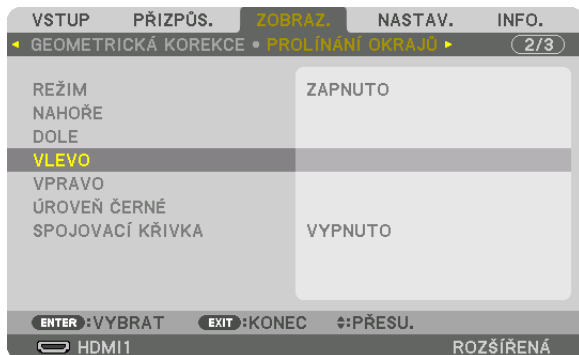 VSTUP PŘIZPŮS. ZOBRAZ. NASTAV. INFO.
GEOMETRICKÁ KOREKCE • PROLÍNÁNÍ OKRAJŮ 2/3
REŽIM ZAPNUTO
NAHOŘE
DOLE
VLEVO
VPRAVO
ÚROVEŇ ČERNÉ
SPOJOVACÍ KŘIVKA VYPNUTO
ENTER :VYBRAT EXIT :KONEC :PŘESU.
HDMI1 ROZŠÍŘENÁ